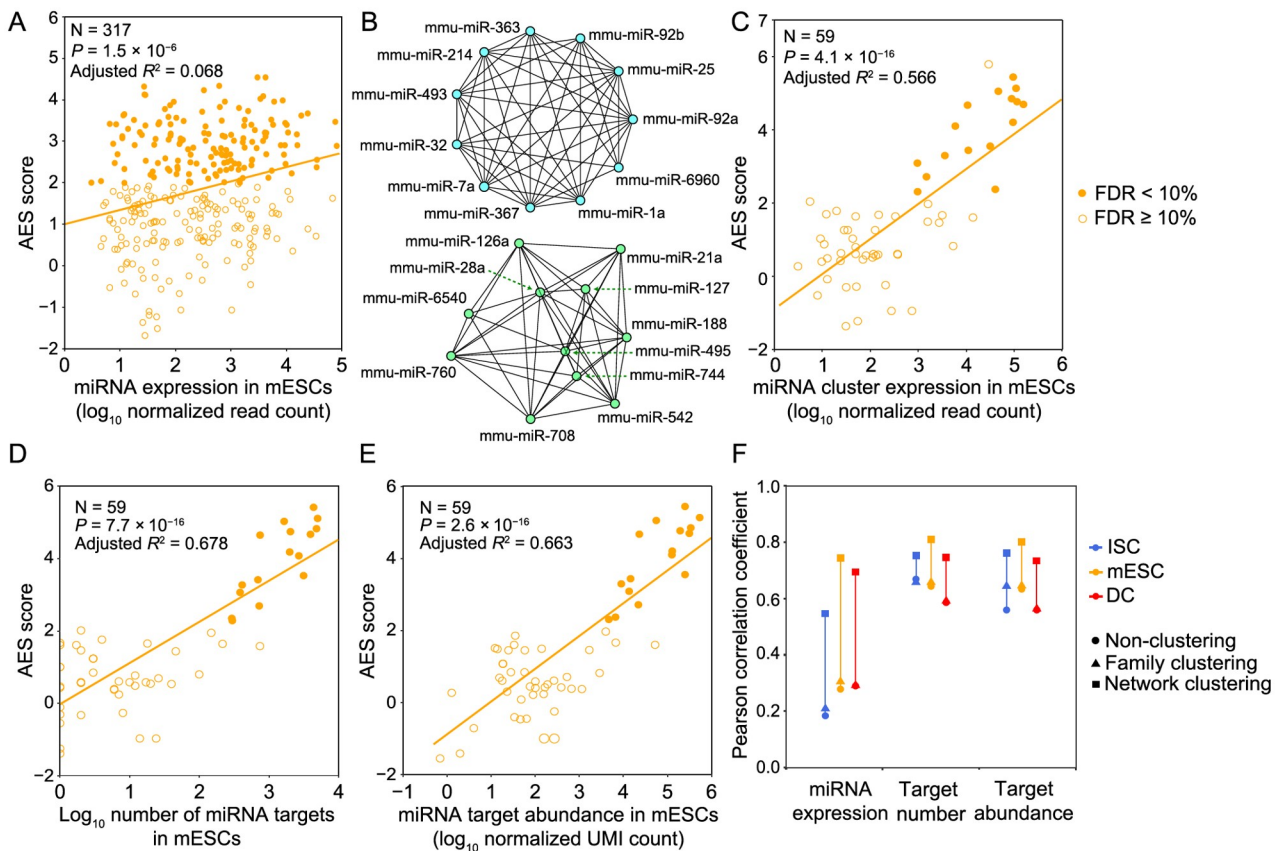 A
N = 317
P = 1.5 × 10⁻⁶
Adjusted R² = 0.068
AES score
6
5
4
3
2
1
0
−1
−2
0
1
2
3
4
5
miRNA expression in mESCs
(log₁₀ normalized read count)
B
mmu-miR-363
mmu-miR-92b
mmu-miR-214
mmu-miR-25
mmu-miR-493
mmu-miR-92a
mmu-miR-32
mmu-miR-6960
mmu-miR-7a
mmu-miR-1a
mmu-miR-367
mmu-miR-126a
mmu-miR-21a
mmu-miR-28a
mmu-miR-127
mmu-miR-6540
mmu-miR-188
mmu-miR-495
mmu-miR-760
mmu-miR-744
mmu-miR-542
mmu-miR-708
C
N = 59
P = 4.1 × 10⁻¹⁶
Adjusted R² = 0.566
AES score
7
6
4
2
0
−2
0
1
2
3
4
5
6
miRNA cluster expression in mESCs
(log₁₀ normalized read count)
FDR < 10%
FDR ≥ 10%
D
N = 59
P = 7.7 × 10⁻¹⁶
Adjusted R² = 0.678
AES score
6
4
2
0
−2
0
1
2
3
4
Log₁₀ number of miRNA targets
in mESCs
E
N = 59
P = 2.6 × 10⁻¹⁶
Adjusted R² = 0.663
AES score
6
4
2
0
−2
−1
0
1
2
3
4
5
6
miRNA target abundance in mESCs
(log₁₀ normalized UMI count)
F
Pearson correlation coefficient
1.0
0.8
0.6
0.4
0.2
0.0
miRNA
expression
Target
number
Target
abundance
ISC
mESC
DC
Non-clustering
Family clustering
Network clustering